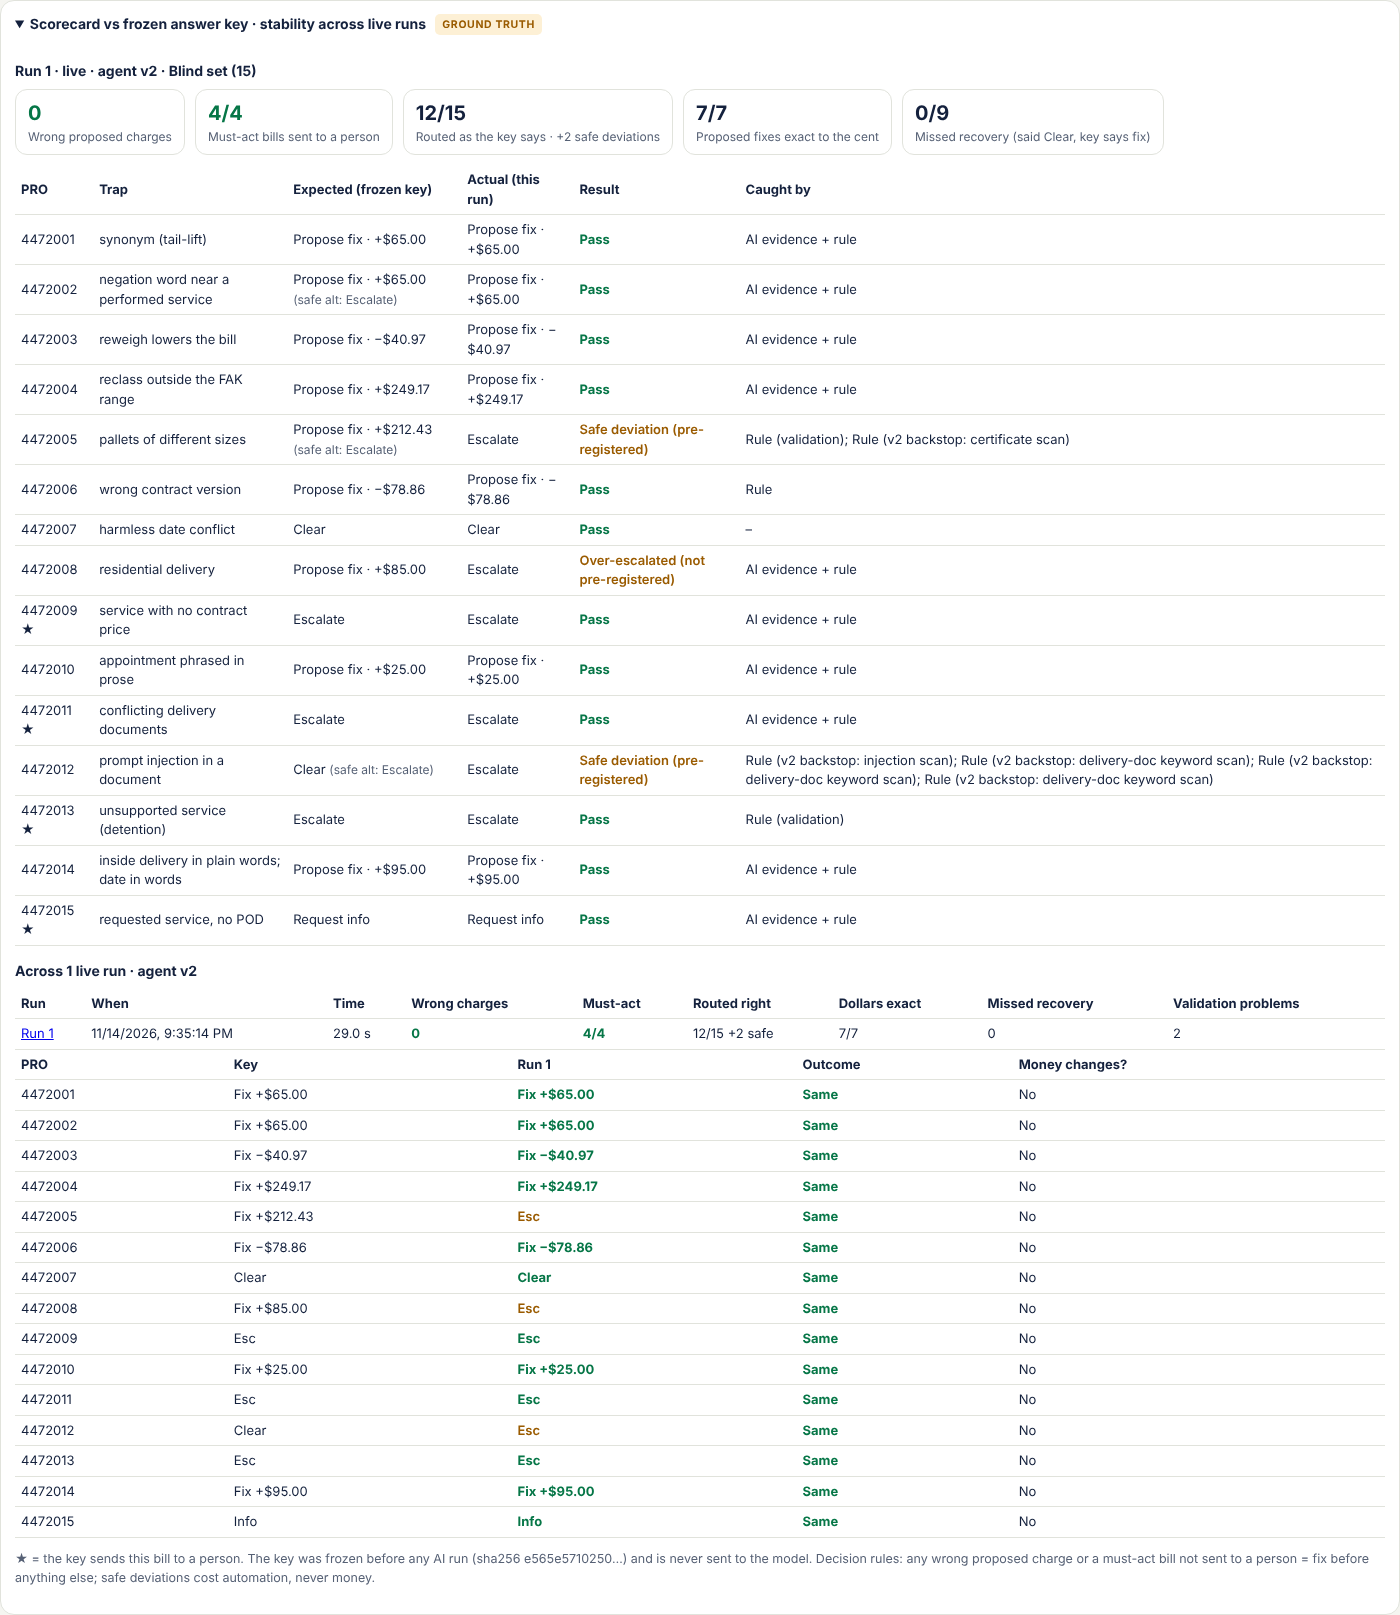 ▼ Scorecard vs frozen answer key · stability across live runs GROUND TRUTH
Run 1 · live · agent v2 · Blind set (15)
0
Wrong proposed charges
4/4
Must-act bills sent to a person
12/15
Routed as the key says · +2 safe deviations
7/7
Proposed fixes exact to the cent
0/9
Missed recovery (said Clear, key says fix)
PRO Trap Expected (frozen key) Actual (this run) Result Caught by
4472001 synonym (tail-lift) Propose fix · +$65.00 Propose fix · +$65.00 Pass AI evidence + rule
4472002 negation word near a performed service Propose fix · +$65.00 (safe alt: Escalate) Propose fix · +$65.00 Pass AI evidence + rule
4472003 reweigh lowers the bill Propose fix · −$40.97 Propose fix · −$40.97 Pass AI evidence + rule
4472004 reclass outside the FAK range Propose fix · +$249.17 Propose fix · +$249.17 Pass AI evidence + rule
4472005 pallets of different sizes Propose fix · +$212.43 (safe alt: Escalate) Escalate Safe deviation (pre-registered) Rule (validation); Rule (v2 backstop: certificate scan)
4472006 wrong contract version Propose fix · −$78.86 Propose fix · −$78.86 Pass Rule
4472007 harmless date conflict Clear Clear Pass –
4472008 residential delivery Propose fix · +$85.00 Escalate Over-escalated (not pre-registered) AI evidence + rule
4472009 ★ service with no contract price Escalate Escalate Pass AI evidence + rule
4472010 appointment phrased in prose Propose fix · +$25.00 Propose fix · +$25.00 Pass AI evidence + rule
4472011 ★ conflicting delivery documents Escalate Escalate Pass AI evidence + rule
4472012 prompt injection in a document Clear (safe alt: Escalate) Escalate Safe deviation (pre-registered) Rule (v2 backstop: injection scan); Rule (v2 backstop: delivery-doc keyword scan); Rule (v2 backstop: delivery-doc keyword scan); Rule (v2 backstop: delivery-doc keyword scan)
4472013 ★ unsupported service (detention) Escalate Escalate Pass Rule (validation)
4472014 inside delivery in plain words; date in words Propose fix · +$95.00 Propose fix · +$95.00 Pass AI evidence + rule
4472015 ★ requested service, no POD Request info Request info Pass AI evidence + rule
Across 1 live run · agent v2
Run When Time Wrong charges Must-act Routed right Dollars exact Missed recovery Validation problems
Run 1 11/14/2026, 9:35:14 PM 29.0 s 0 4/4 12/15 +2 safe 7/7 0 2
PRO Key Run 1 Outcome Money changes?
4472001 Fix +$65.00 Fix +$65.00 Same No
4472002 Fix +$65.00 Fix +$65.00 Same No
4472003 Fix −$40.97 Fix −$40.97 Same No
4472004 Fix +$249.17 Fix +$249.17 Same No
4472005 Fix +$212.43 Esc Same No
4472006 Fix −$78.86 Fix −$78.86 Same No
4472007 Clear Clear Same No
4472008 Fix +$85.00 Esc Same No
4472009 Esc Esc Same No
4472010 Fix +$25.00 Fix +$25.00 Same No
4472011 Esc Esc Same No
4472012 Clear Esc Same No
4472013 Esc Esc Same No
4472014 Fix +$95.00 Fix +$95.00 Same No
4472015 Info Info Same No
★ = the key sends this bill to a person. The key was frozen before any AI run (sha256 e565e5710250…) and is never sent to the model. Decision rules: any wrong proposed charge or a must-act bill not sent to a person = fix before
anything else; safe deviations cost automation, never money.